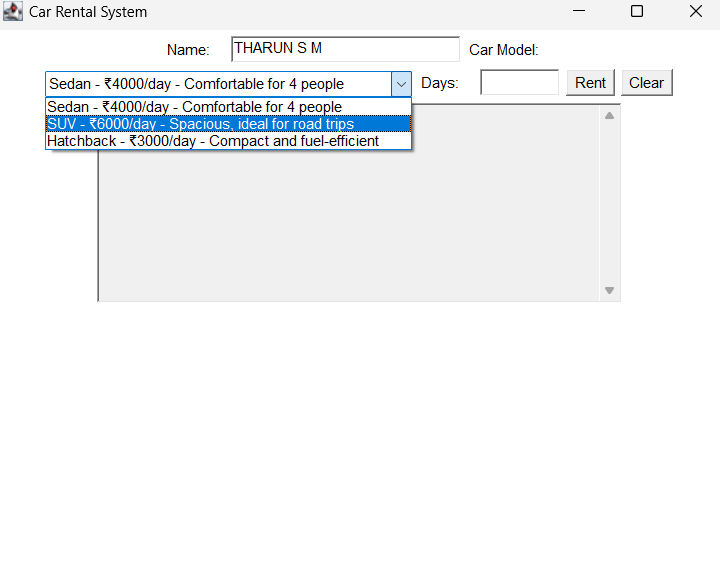 Car Rental System
Name: THARUN S M Car Model:
Sedan - ₹4000/day - Comfortable for 4 people Days: Rent Clear
Sedan - ₹4000/day - Comfortable for 4 people
SUV - ₹6000/day - Spacious, ideal for road trips
Hatchback - ₹3000/day - Compact and fuel-efficient